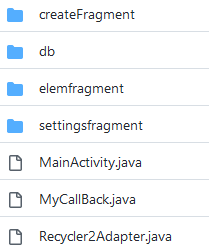 createFragment
db
elemfragment
settingsfragment
MainActivity.java
MyCallBack.java
Recycler2Adapter.java